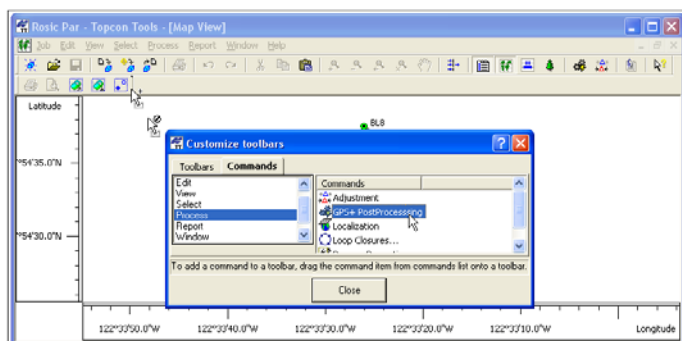 Rosic Par - Topcon Tools - [Map View]
Job Edit View Select Process Report Window Help
Latitude
BL8
Customize toolbars
Toolbars Commands
Edit
View
Select
Process
Report
Window
Commands
Adjustment
GPS+ PostProcesssing
Localization
Loop Closures...
°54'35.0"N
°54'30.0"N
To add a command to a toolbar, drag the command item from commands list onto a toolbar.
Close
122°33'50.0"W 122°33'40.0"W 122°33'30.0"W 122°33'20.0"W 122°33'10.0"W Longitude